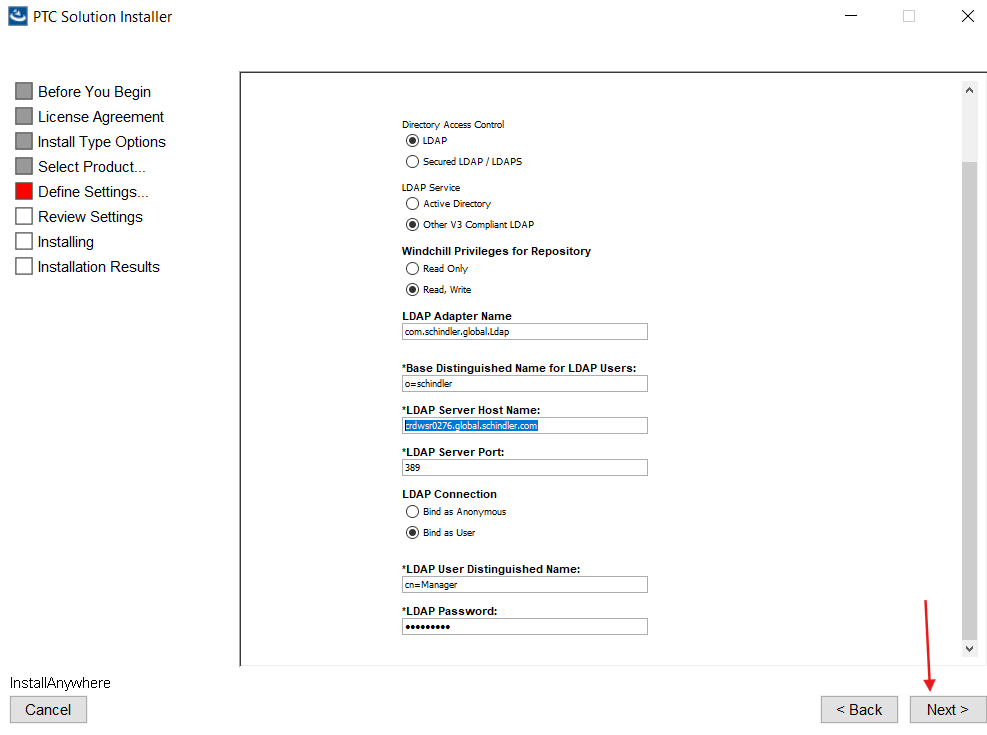 PTC Solution Installer
Before You Begin
License Agreement
Install Type Options
Select Product...
Define Settings...
Review Settings
Installing
Installation Results
Directory Access Control
LDAP
Secured LDAP / LDAPS
LDAP Service
Active Directory
Other V3 Compliant LDAP
Windchill Privileges for Repository
Read Only
Read, Write
LDAP Adapter Name
com.schindler.global.Ldap
*Base Distinguished Name for LDAP Users:
o=schindler
*LDAP Server Host Name:
crdwsr0276.global.schindler.com
*LDAP Server Port:
389
LDAP Connection
Bind as Anonymous
Bind as User
*LDAP User Distinguished Name:
cn=Manager
*LDAP Password:
•••••••••
InstallAnywhere
Cancel
< Back
Next >